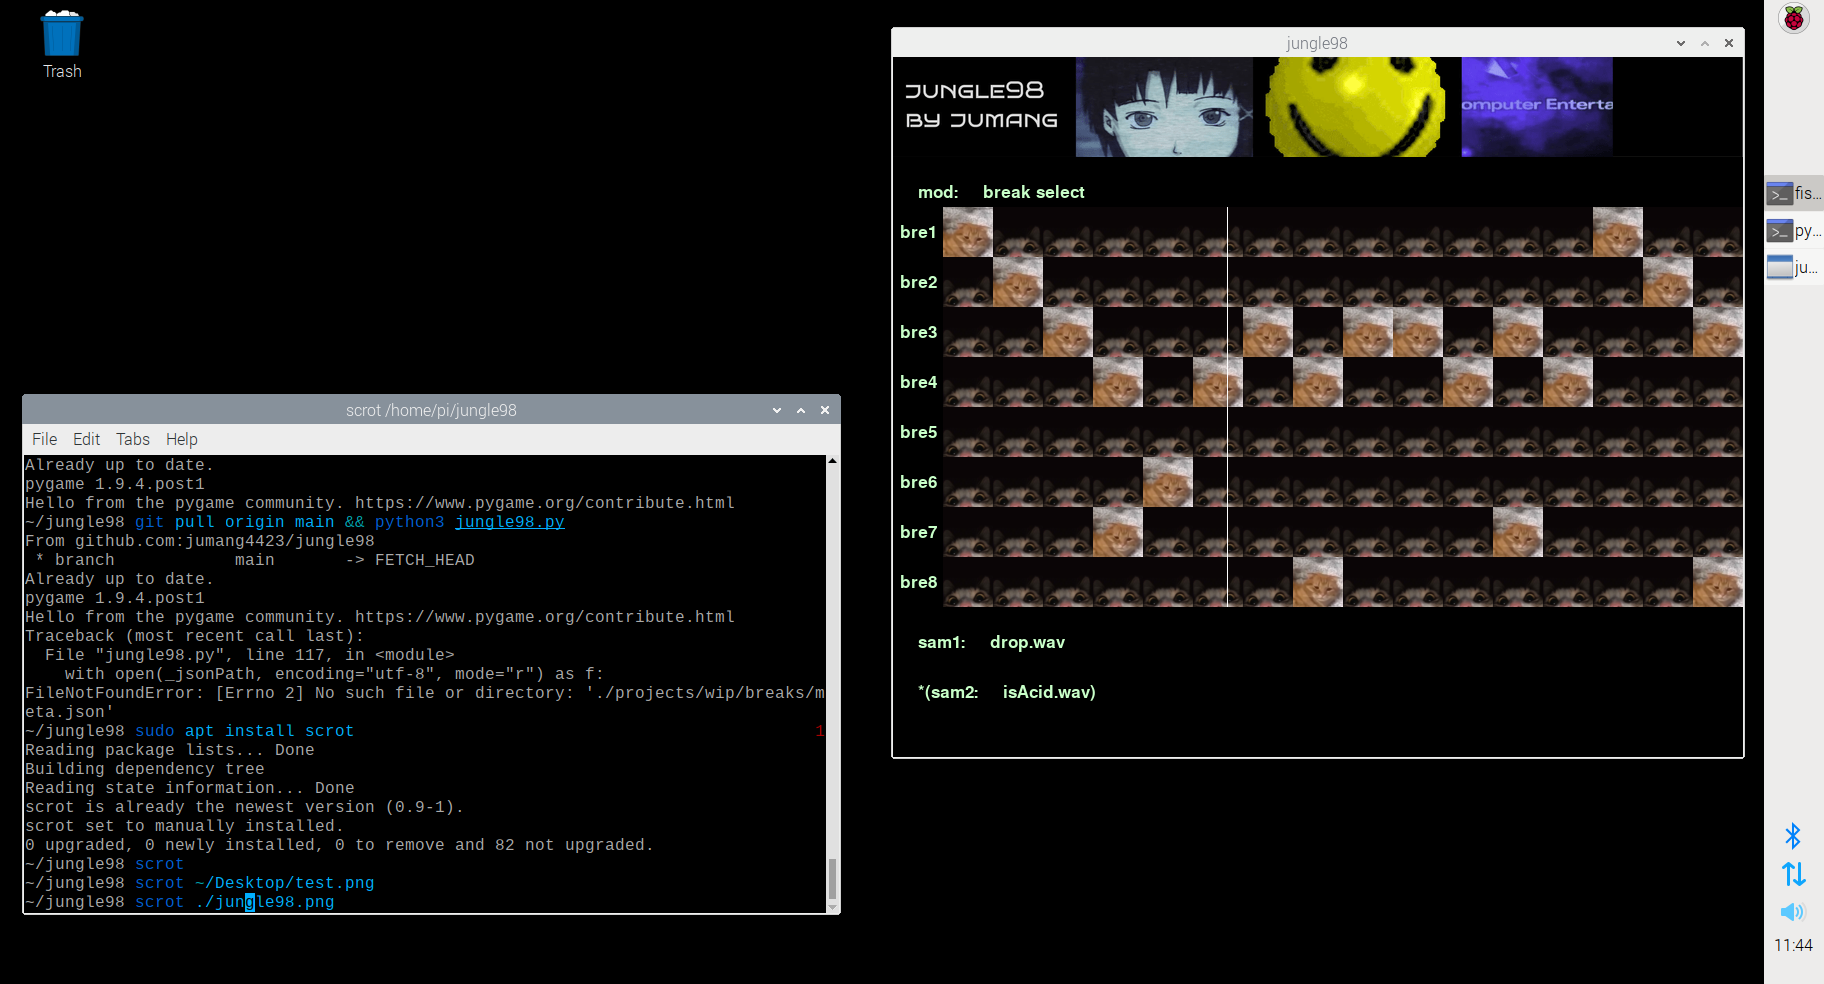 Trash
scrot /home/pi/jungle98
File Edit Tabs Help
Already up to date.
pygame 1.9.4.post1
Hello from the pygame community. https://www.pygame.org/contribute.html
~/jungle98 git pull origin main && python3 jungle98.py
From github.com:jumang4423/jungle98
 * branch            main       -> FETCH_HEAD
Already up to date.
pygame 1.9.4.post1
Hello from the pygame community. https://www.pygame.org/contribute.html
Traceback (most recent call last):
  File "jungle98.py", line 117, in <module>
    with open(_jsonPath, encoding="utf-8", mode="r") as f:
FileNotFoundError: [Errno 2] No such file or directory: './projects/wip/breaks/m
eta.json'
~/jungle98 sudo apt install scrot 1
Reading package lists... Done
Building dependency tree
Reading state information... Done
scrot is already the newest version (0.9-1).
scrot set to manually installed.
0 upgraded, 0 newly installed, 0 to remove and 82 not upgraded.
~/jungle98 scrot
~/jungle98 scrot ~/Desktop/test.png
~/jungle98 scrot ./jungle98.png
jungle98
JUNGLE98
BY JUMANG
omputer Enterta
mod: break select
bre1
bre2
bre3
bre4
bre5
bre6
bre7
bre8
sam1: drop.wav
*(sam2: isAcid.wav)
fis...
py...
ju...
11:44